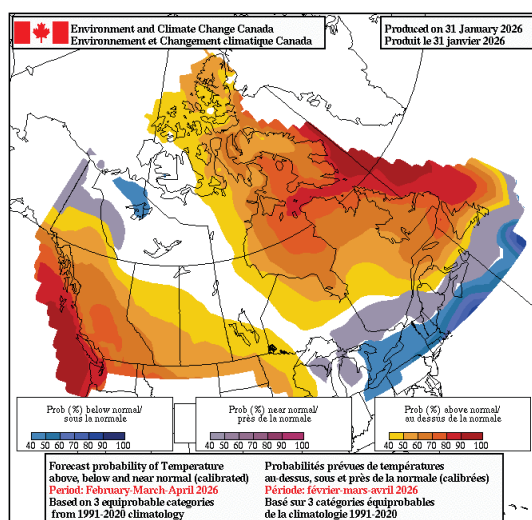 Environment and Climate Change Canada
Environnement et Changement climatique Canada
Produced on 31 January 2026
Produit le 31 janvier 2026
Prob (%) below normal/
sous la normale
40 50 60 70 80 90 100
Prob (%) near normal/
près de la normale
40 50 60 70 80 90 100
Prob (%) above normal/
au dessus de la normale
40 50 60 70 80 90 100
Forecast probability of Temperature
above, below and near normal (calibrated)
Period: February-March-April 2026
Based on 3 equiprobable categories
from 1991-2020 climatology
Probabilités prévues de températures
au-dessus, sous et près de la normale (calibrées)
Période: février-mars-avril 2026
Basé sur 3 catégories équiprobables
de la climatologie 1991-2020